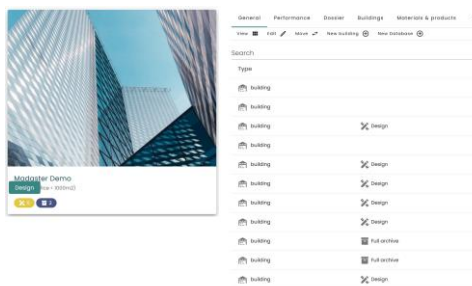 General Performance Dossier Buildings Materials & products
View Edit Move New building New Database
Search
Type
building
building
building Design
building
building Design
building Design
building Design
building Design
building Full archive
building Full archive
building Design
Madaster Demo
Design 1000m2)